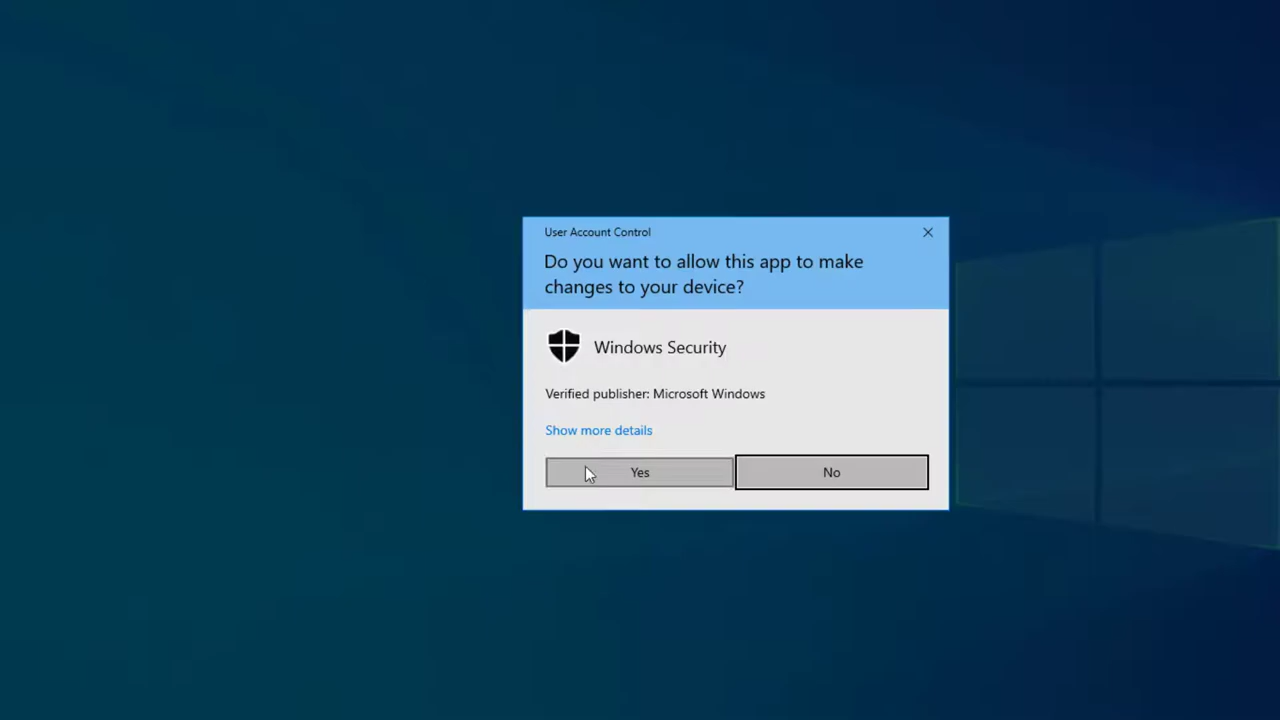 User Account Control
Do you want to allow this app to make
changes to your device?
Windows Security
Verified publisher: Microsoft Windows
Show more details
Yes
No